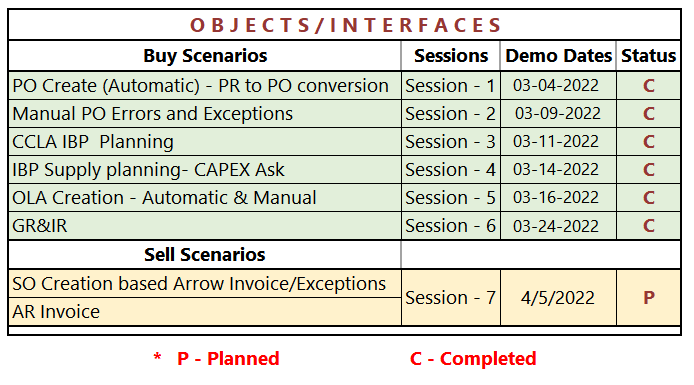 OBJECTS/INTERFACES
Buy Scenarios Sessions Demo Dates Status
PO Create (Automatic) - PR to PO conversion Session - 1 03-04-2022 C
Manual PO Errors and Exceptions Session - 2 03-09-2022 C
CCLA IBP Planning Session - 3 03-11-2022 C
IBP Supply planning- CAPEX Ask Session - 4 03-14-2022 C
OLA Creation - Automatic & Manual Session - 5 03-16-2022 C
GR&IR Session - 6 03-24-2022 C
Sell Scenarios
SO Creation based Arrow Invoice/Exceptions
AR Invoice
Session - 7 4/5/2022 P
* P - Planned C - Completed